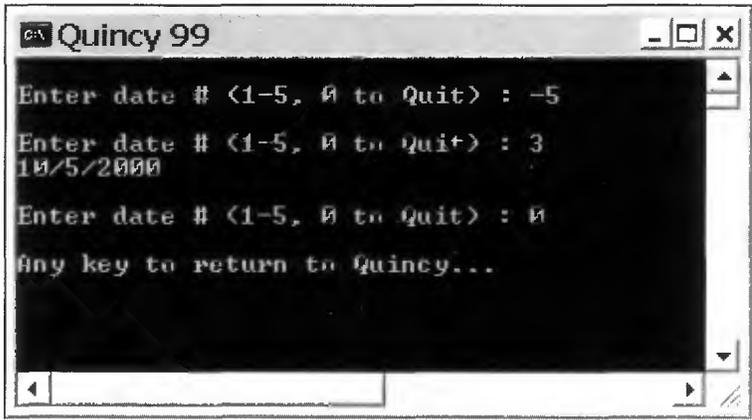 Quincy 99
Enter date # (1-5, 0 to Quit) : -5
Enter date # (1-5, 0 to Quit) : 3
10/5/2000
Enter date # (1-5, 0 to Quit) : 0
Any key to return to Quincy...